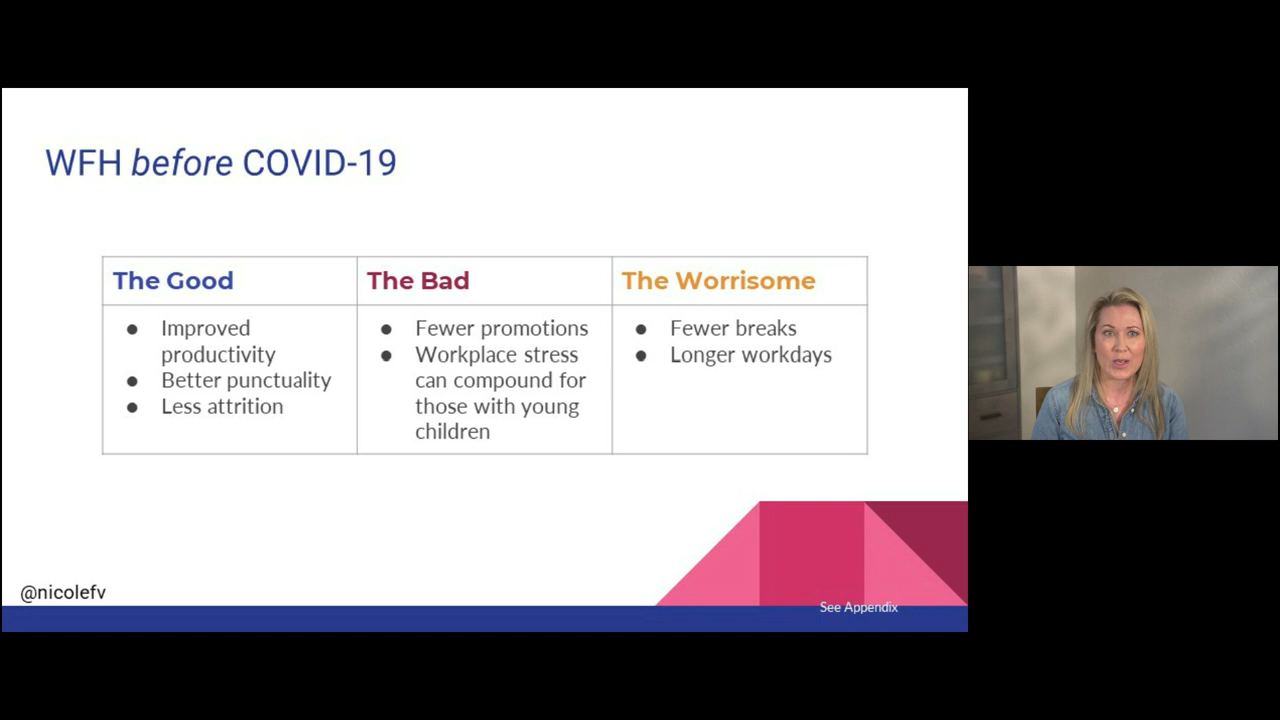 WFH before COVID-19
The Good
The Bad
The Worrisome
● Improved
productivity
● Better punctuality
● Less attrition
● Fewer promotions
● Workplace stress
can compound for
those with young
children
● Fewer breaks
● Longer workdays
@nicolefv
See Appendix